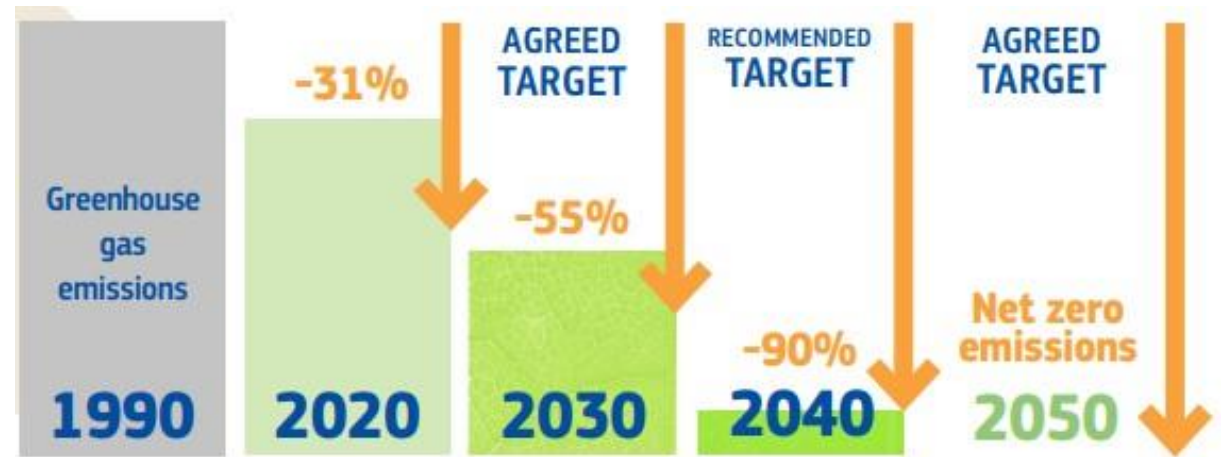 Greenhouse
gas
emissions
1990
-31%
2020
AGREED
TARGET
-55%
2030
RECOMMENDED
TARGET
-90%
2040
AGREED
TARGET
Net zero
emissions
2050